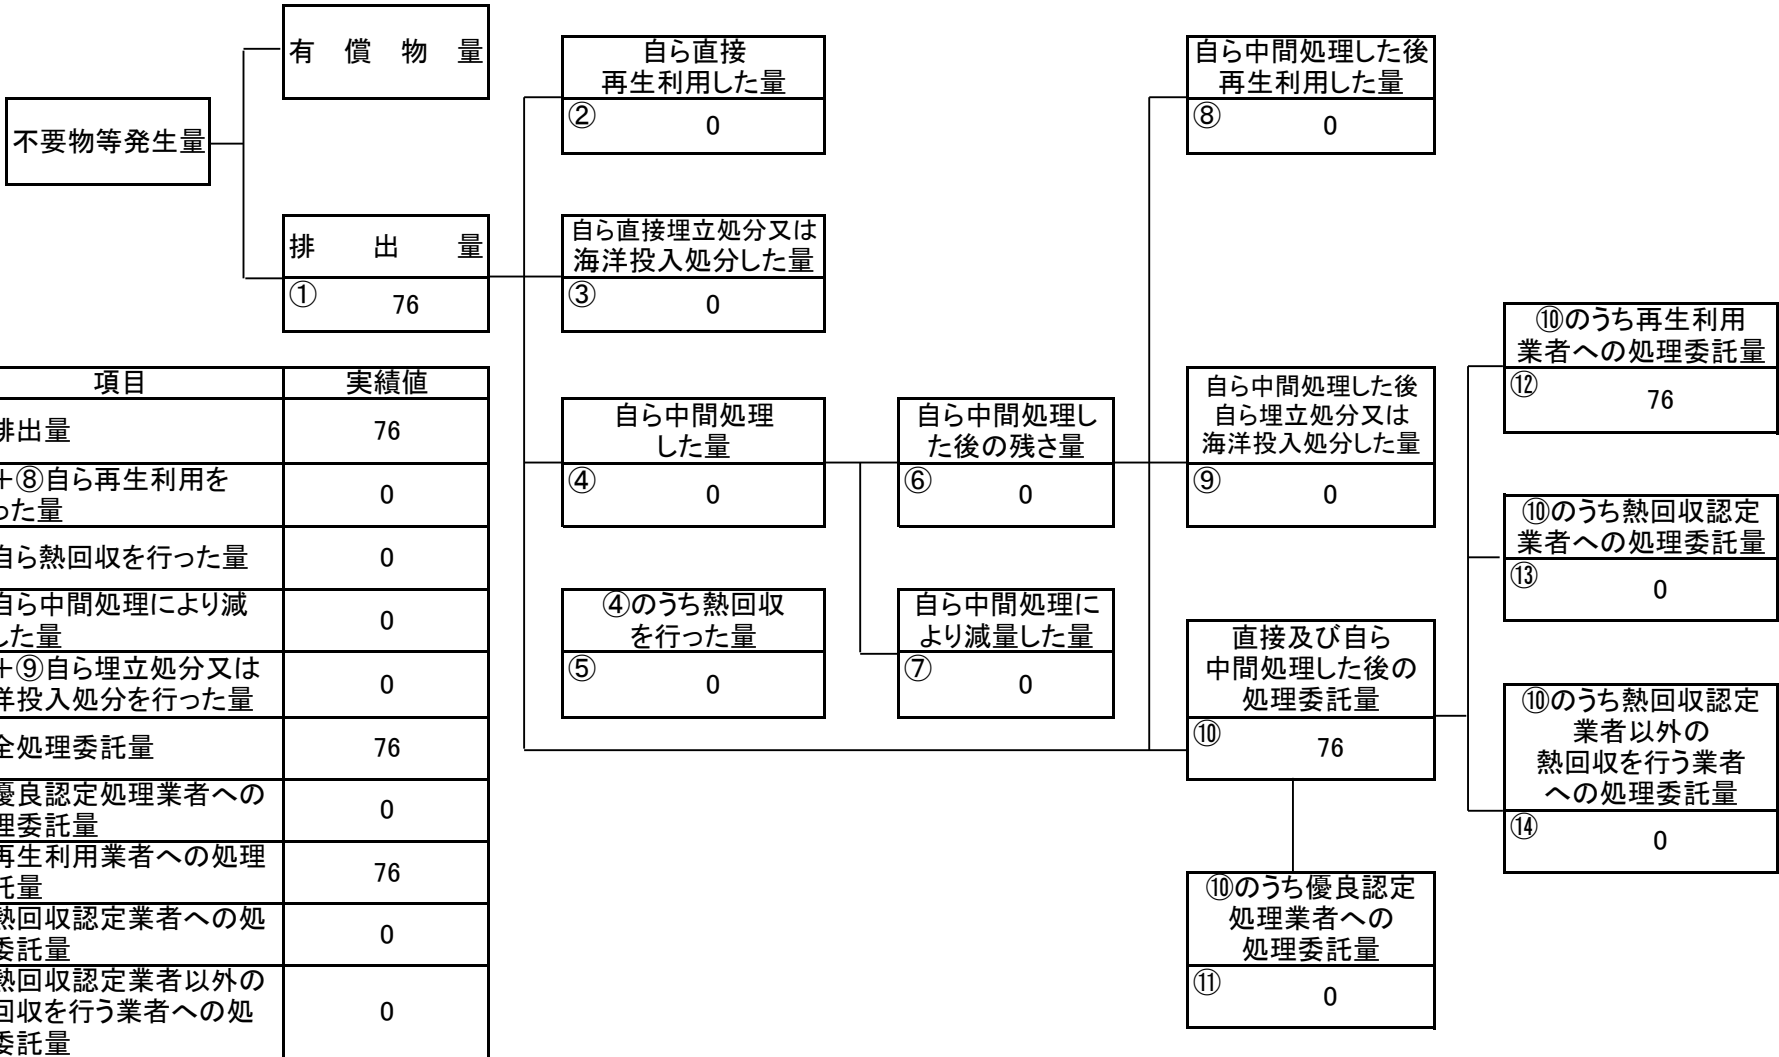 有償物量
不要物等発生量
排出量
① 76
自ら直接
再生利用した量
② 0
自ら直接埋立処分又は
海洋投入処分した量
③ 0
自ら中間処理
した量
④ 0
④のうち熱回収
を行った量
⑤ 0
自ら中間処理し
た後の残さ量
⑥ 0
自ら中間処理に
より減量した量
⑦ 0
自ら中間処理した後
再生利用した量
⑧ 0
自ら中間処理した後
自ら埋立処分又は
海洋投入処分した量
⑨ 0
直接及び自ら
中間処理した後の
処理委託量
⑩ 76
⑩のうち優良認定
処理業者への
処理委託量
⑪ 0
⑩のうち再生利用
業者への処理委託量
⑫ 76
⑩のうち熱回収認定
業者への処理委託量
⑬ 0
⑩のうち熱回収認定
業者以外の
熱回収を行う業者
への処理委託量
⑭ 0
項目 実績値
排出量 76
+⑧自ら再生利用を
った量 0
自ら熱回収を行った量 0
自ら中間処理により減
した量 0
+⑨自ら埋立処分又は
洋投入処分を行った量 0
全処理委託量 76
優良認定処理業者への
理委託量 0
再生利用業者への処理
託量 76
熱回収認定業者への処
委託量 0
熱回収認定業者以外の
回収を行う業者への処
委託量 0